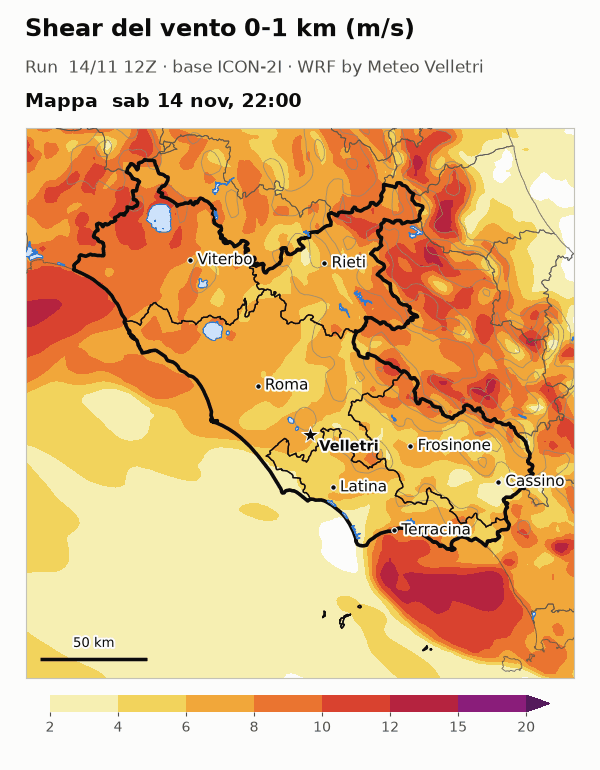 Shear del vento 0-1 km (m/s)
Run  14/11 12Z · base ICON-2I · WRF by Meteo Velletri
Mappa  sab 14 nov, 22:00
Viterbo
Rieti
Roma
Velletri
Frosinone
Latina
Cassino
Terracina
50 km
2 4 6 8 10 12 15 20